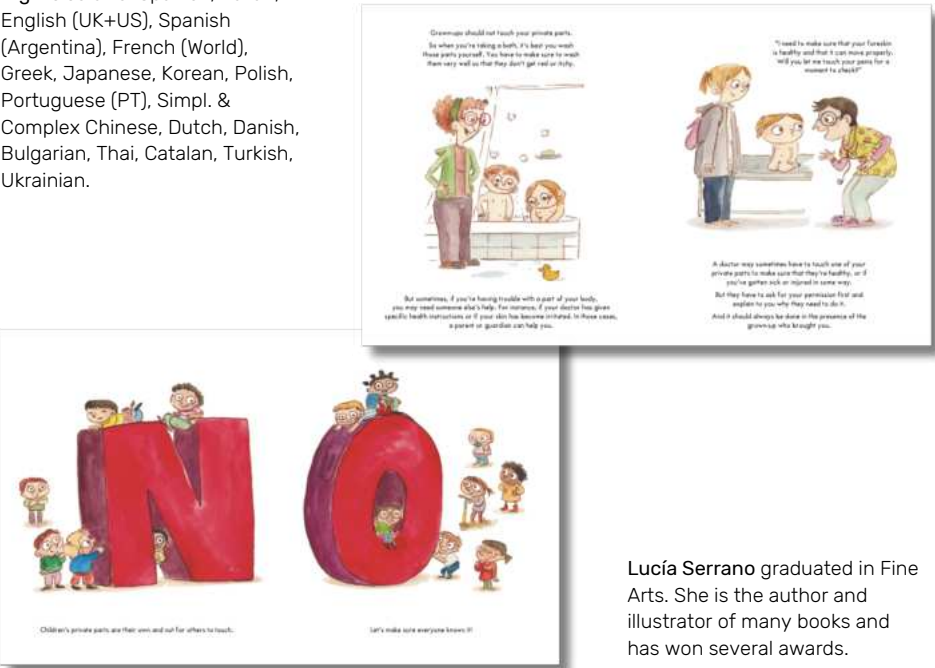 English (UK+US), Spanish
(Argentina), French (World),
Greek, Japanese, Korean, Polish,
Portuguese (PT), Simpl. &
Complex Chinese, Dutch, Danish,
Bulgarian, Thai, Catalan, Turkish,
Ukrainian.
Grown-ups should not touch your private parts.
So when you're taking a bath, it's best you wash
those parts yourself. You have to make sure to wash
them very well so that they don't get red or itchy.
But sometimes, if you're having trouble with a part of your body,
you may need someone else's help. For instance, if your doctor has given
specific health instructions or if your skin has become irritated. In those cases,
a parent or guardian can help you.
"I need to make sure that your foreskin
is healthy and that it can move properly.
Will you let me touch your penis for a
moment to check?"
A doctor may sometimes have to touch one of your
private parts to make sure that they're healthy, or if
you've gotten sick or injured in some way.
But they have to ask for your permission first and
explain to you why they need to do it.
And it should always be done in the presence of the
grown-up who brought you.
NO
Children's private parts are their own and not for others to touch.
Let's make sure everyone knows it!
Lucía Serrano graduated in Fine
Arts. She is the author and
illustrator of many books and
has won several awards.